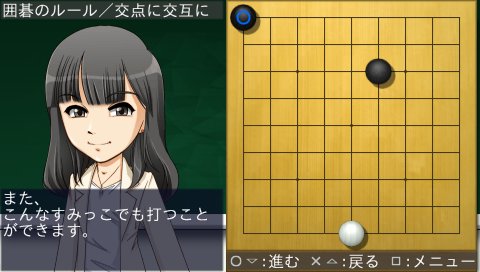 囲碁のルール／交点に交互に
また、
こんなすみっこでも打つこと
ができます。
○▽:進む ×△:戻る □:メニュー